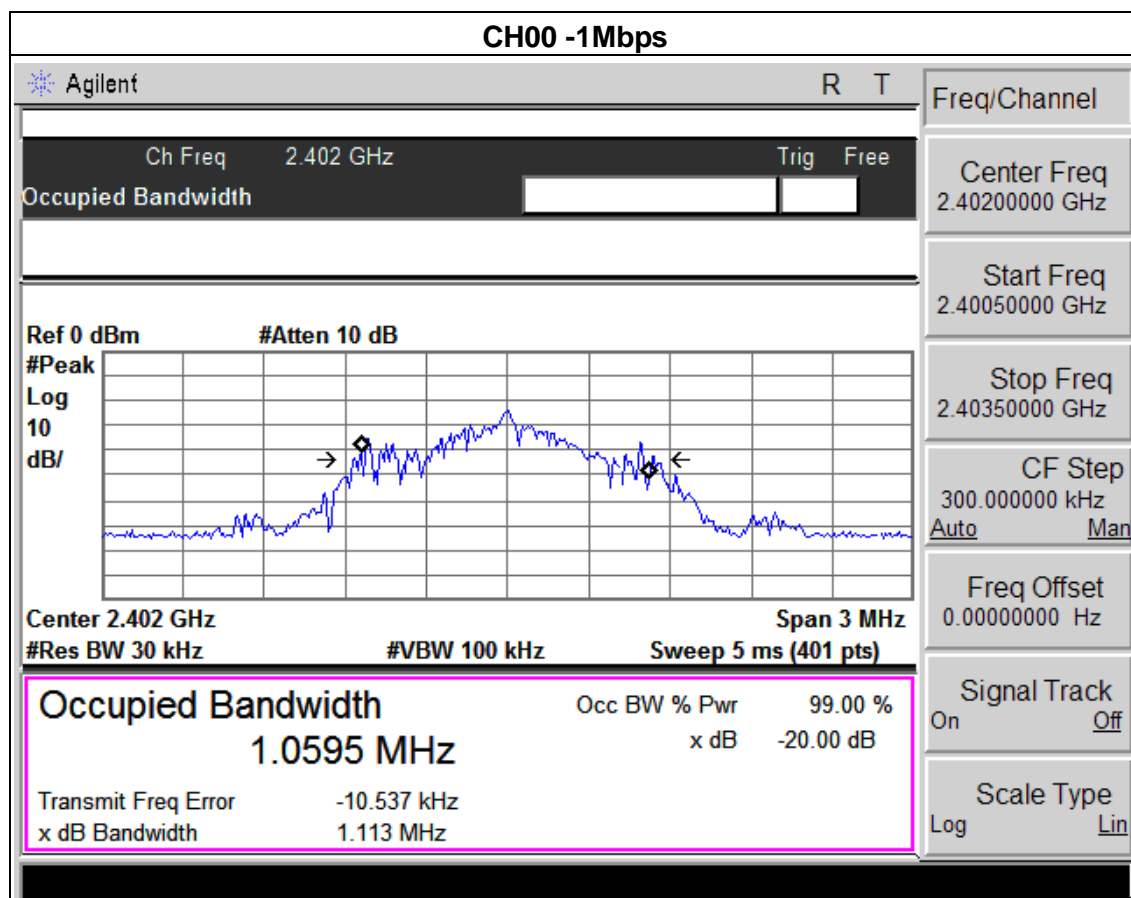 CH00 -1Mbps
Agilent
R T
Freq/Channel
Ch Freq 2.402 GHz Trig Free
Occupied Bandwidth
Center Freq
2.40200000 GHz
Start Freq
2.40050000 GHz
Stop Freq
2.40350000 GHz
CF Step
300.000000 kHz
Auto Man
Freq Offset
0.00000000 Hz
Signal Track
On Off
Scale Type
Log Lin
Ref 0 dBm #Atten 10 dB
#Peak
Log
10
dB/
Center 2.402 GHz Span 3 MHz
#Res BW 30 kHz #VBW 100 kHz Sweep 5 ms (401 pts)
Occupied Bandwidth
1.0595 MHz
Occ BW % Pwr 99.00 %
x dB -20.00 dB
Transmit Freq Error -10.537 kHz
x dB Bandwidth 1.113 MHz